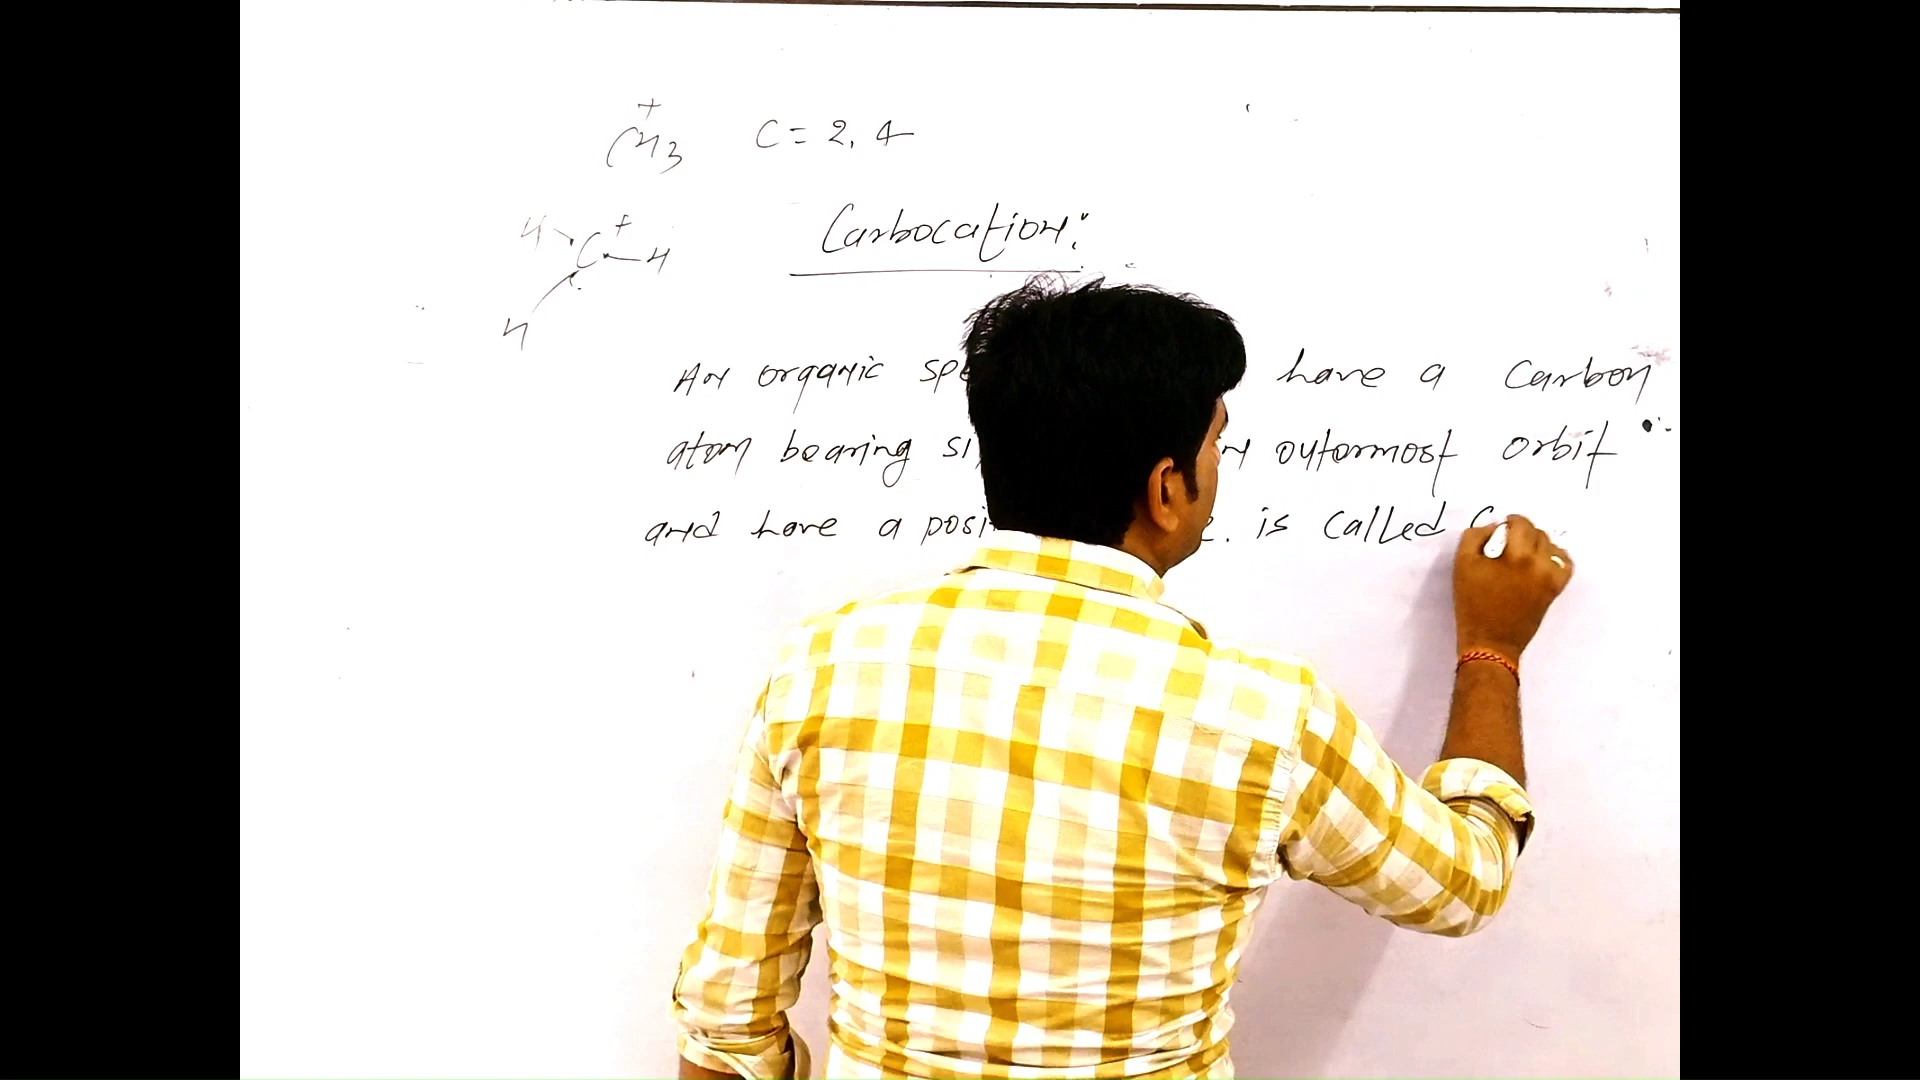 +
CH3 C = 2, 4
Carbocation:
H C + H
H
An organic spe have a Carbon
atom bearing si outermost orbit
and have a posi is called C